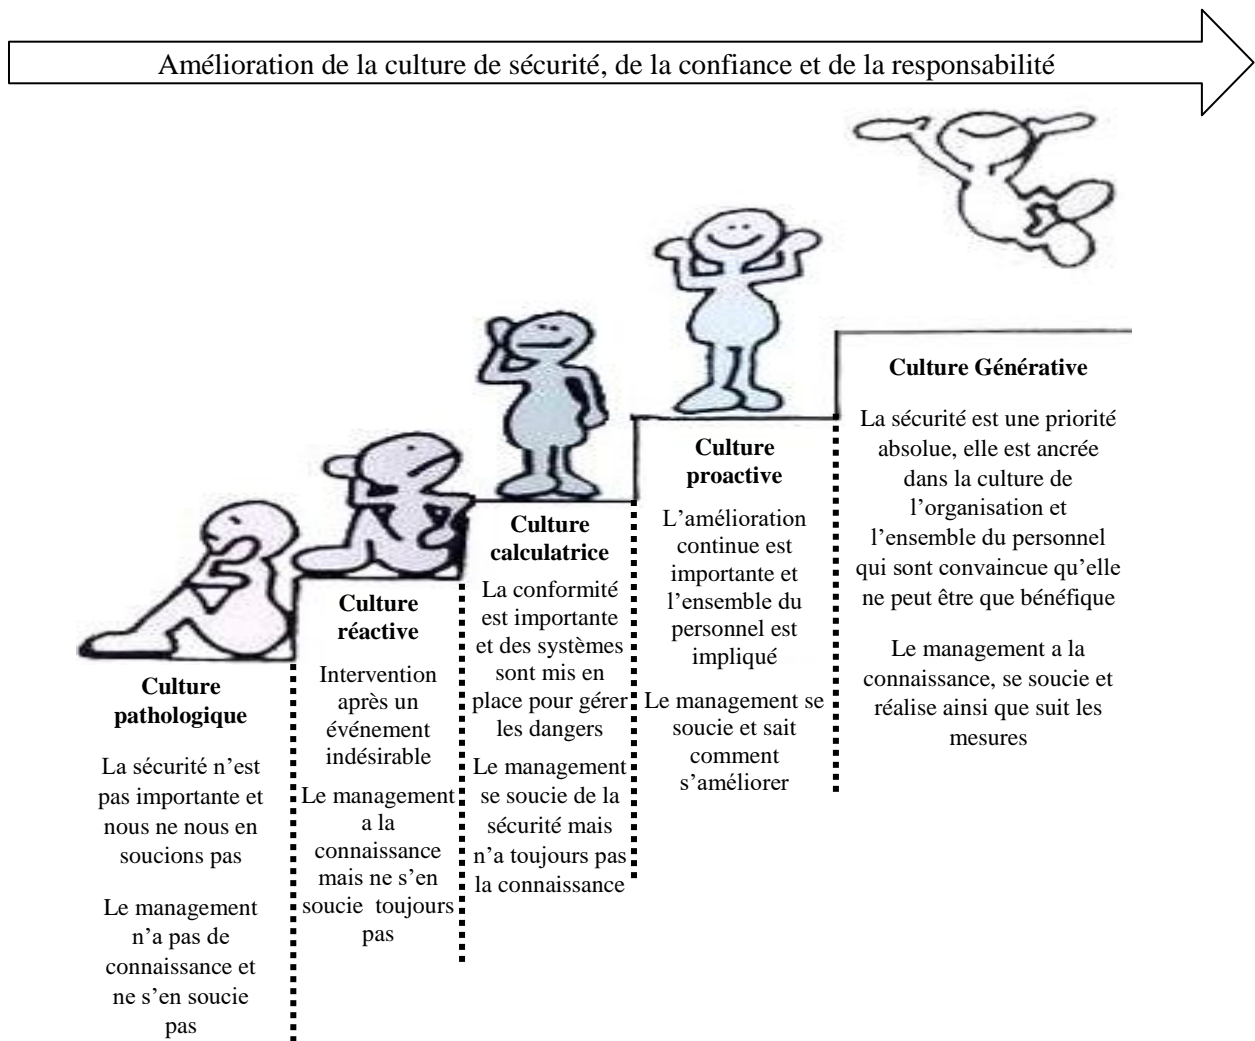 Amélioration de la culture de sécurité, de la confiance et de la responsabilité
Culture
pathologique
La sécurité n’est
pas importante et
nous ne nous en
soucions pas
Le management
n’a pas de
connaissance et
ne s’en soucie
pas
Culture
réactive
Intervention
après un
événement
indésirable
Le management
a la
connaissance
mais ne s’en
soucie toujours
pas
Culture
calculatrice
La conformité
est importante
et des systèmes
sont mis en
place pour gérer
les dangers
Le management
se soucie de la
sécurité mais
n’a toujours pas
la connaissance
Culture
proactive
L’amélioration
continue est
importante et
l’ensemble du
personnel est
impliqué
Le management se
soucie et sait
comment
s’améliorer
Culture Générative
La sécurité est une priorité
absolue, elle est ancrée
dans la culture de
l’organisation et
l’ensemble du personnel
qui sont convaincue qu’elle
ne peut être que bénéfique
Le management a la
connaissance, se soucie et
réalise ainsi que suit les
mesures